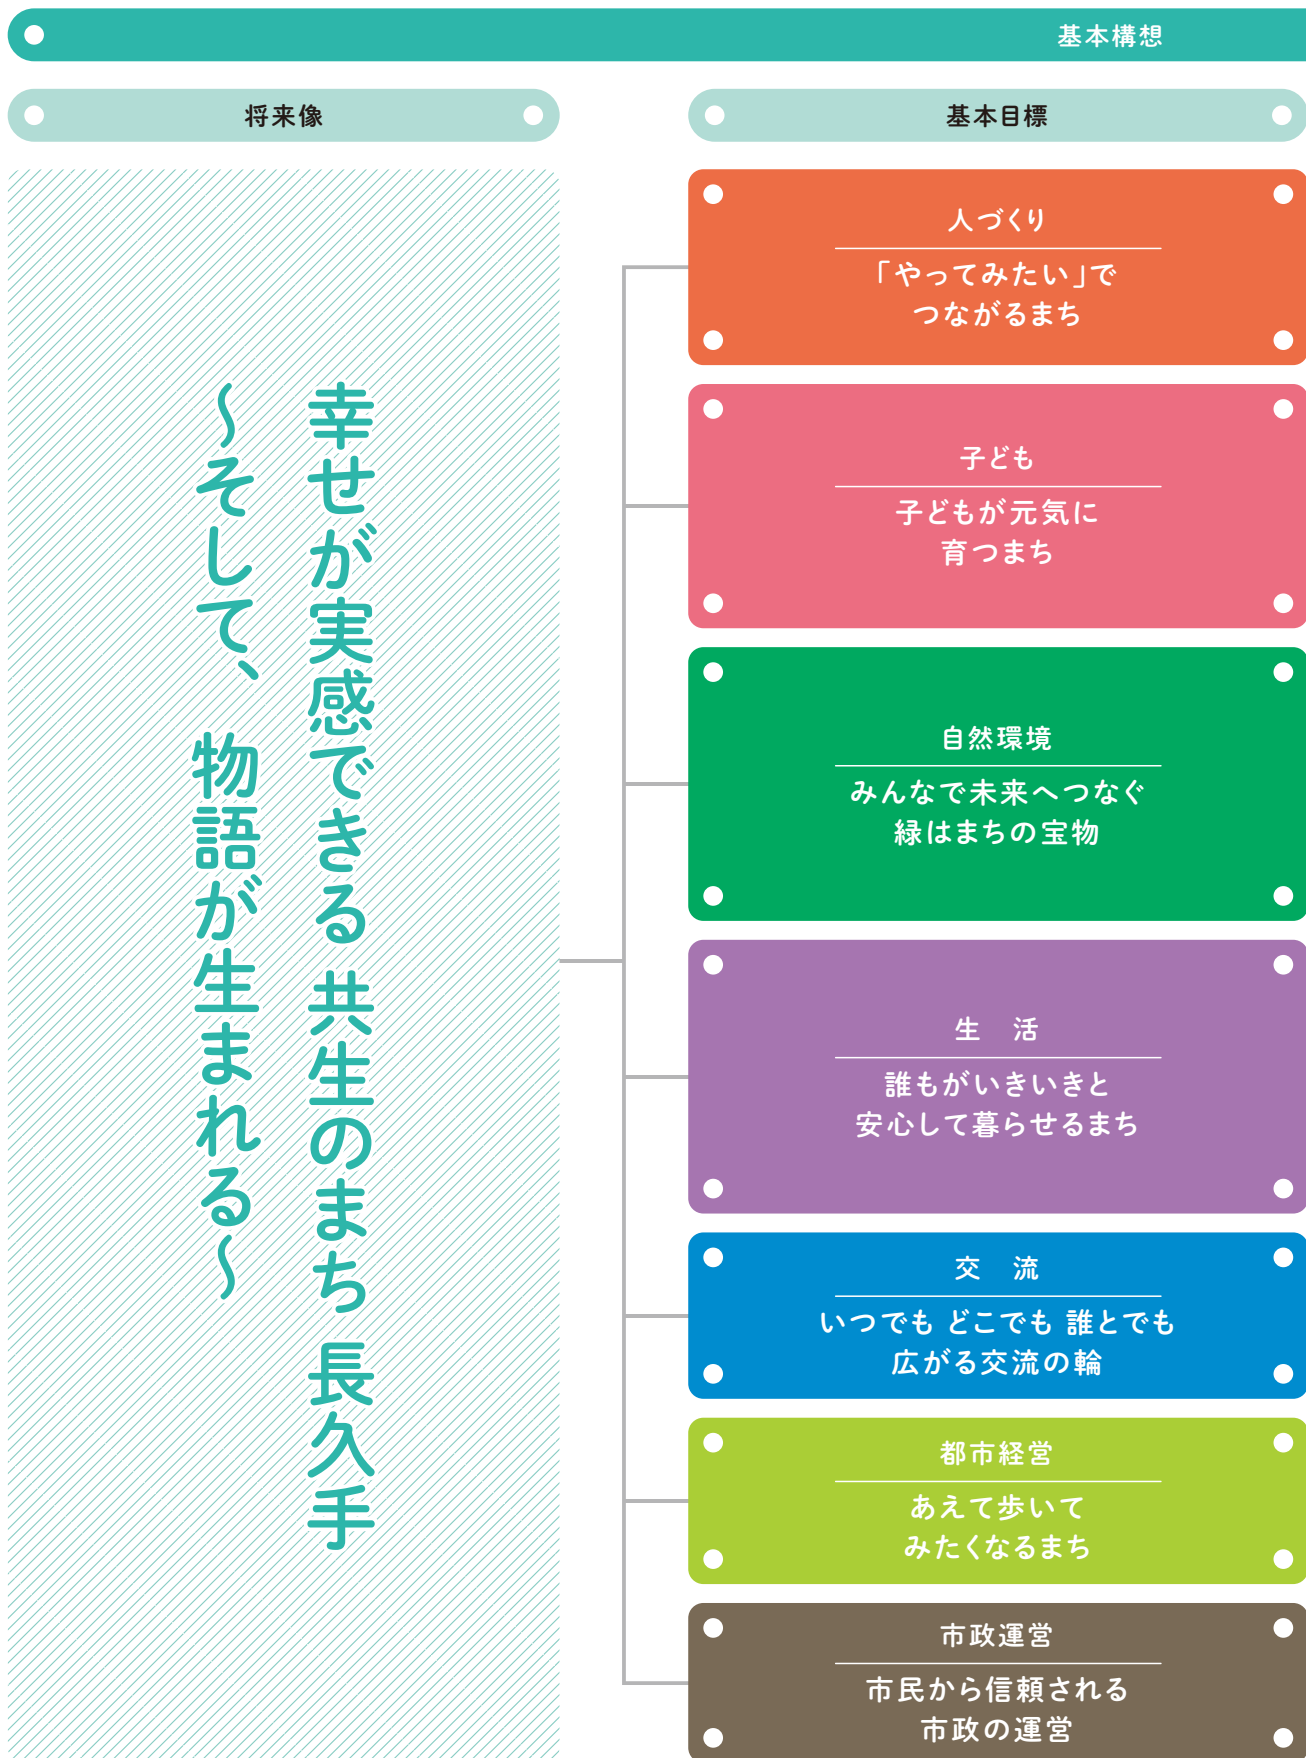 基本構想
将来像
基本目標
幸せが実感できる 共生のまち 長久手
～そして、物語が生まれる～
人づくり
「やってみたい」で
つながるまち
子ども
子どもが元気に
育つまち
自然環境
みんなで未来へつなぐ
緑はまちの宝物
生　活
誰もがいきいきと
安心して暮らせるまち
交　流
いつでも どこでも 誰とでも
広がる交流の輪
都市経営
あえて歩いて
みたくなるまち
市政運営
市民から信頼される
市政の運営